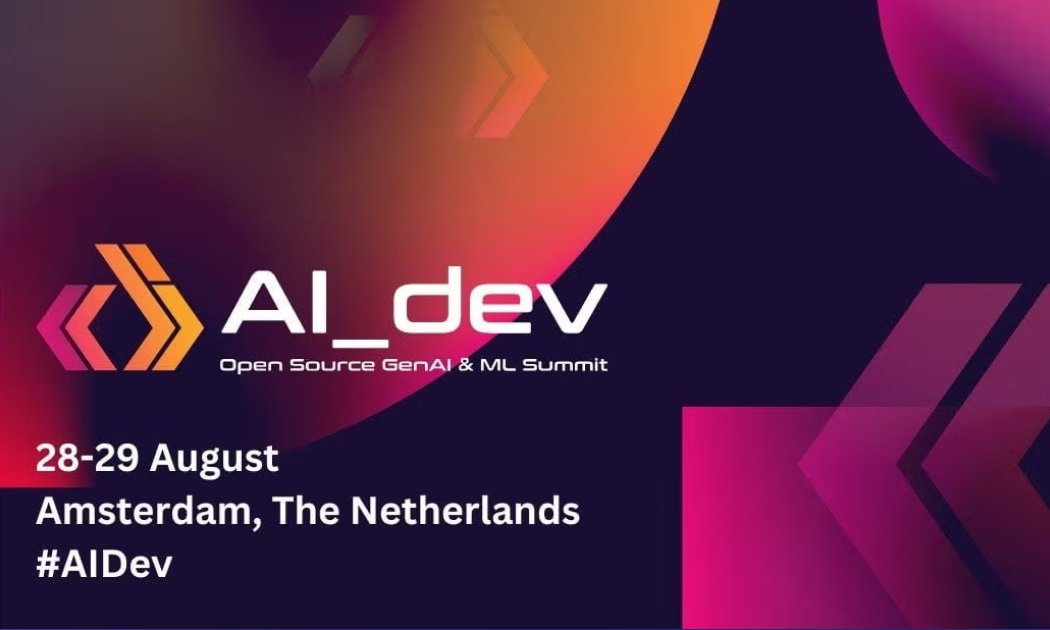 AI_dev
Open Source GenAI & ML Summit
28-29 August
Amsterdam, The Netherlands
#AIDev